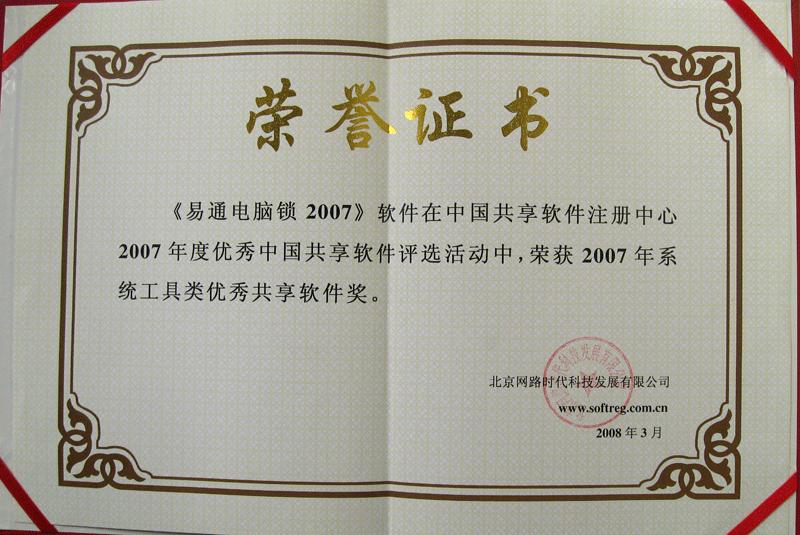 荣誉证书
《易通电脑锁 2007》软件在中国共享软件注册中心
2007 年度优秀中国共享软件评选活动中，荣获 2007 年系
统工具类优秀共享软件奖。
北京网路时代科技发展有限公司
www.softreg.com.cn
2008 年 3 月